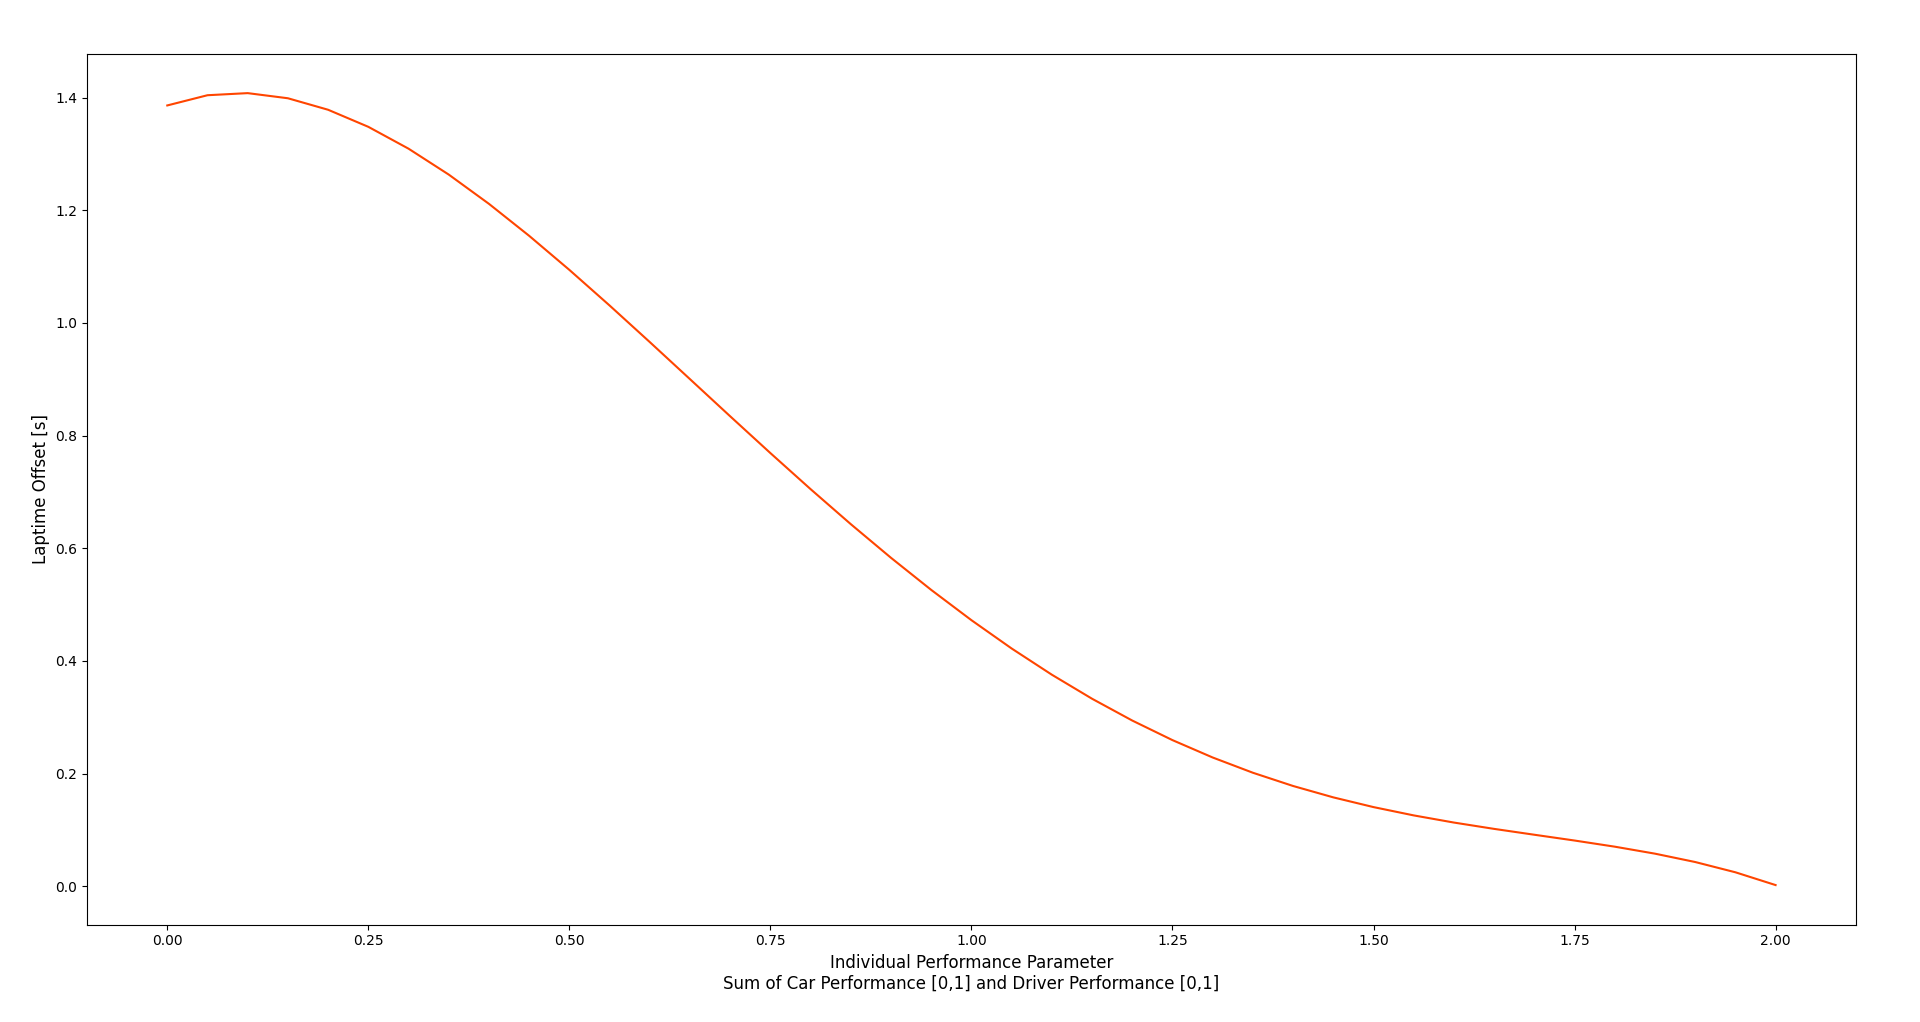 1.4
1.2
1.0
0.8
0.6
0.4
0.2
0.0
Laptime Offset [s]
0.00 0.25 0.50 0.75 1.00 1.25 1.50 1.75 2.00
Individual Performance Parameter
Sum of Car Performance [0,1] and Driver Performance [0,1]